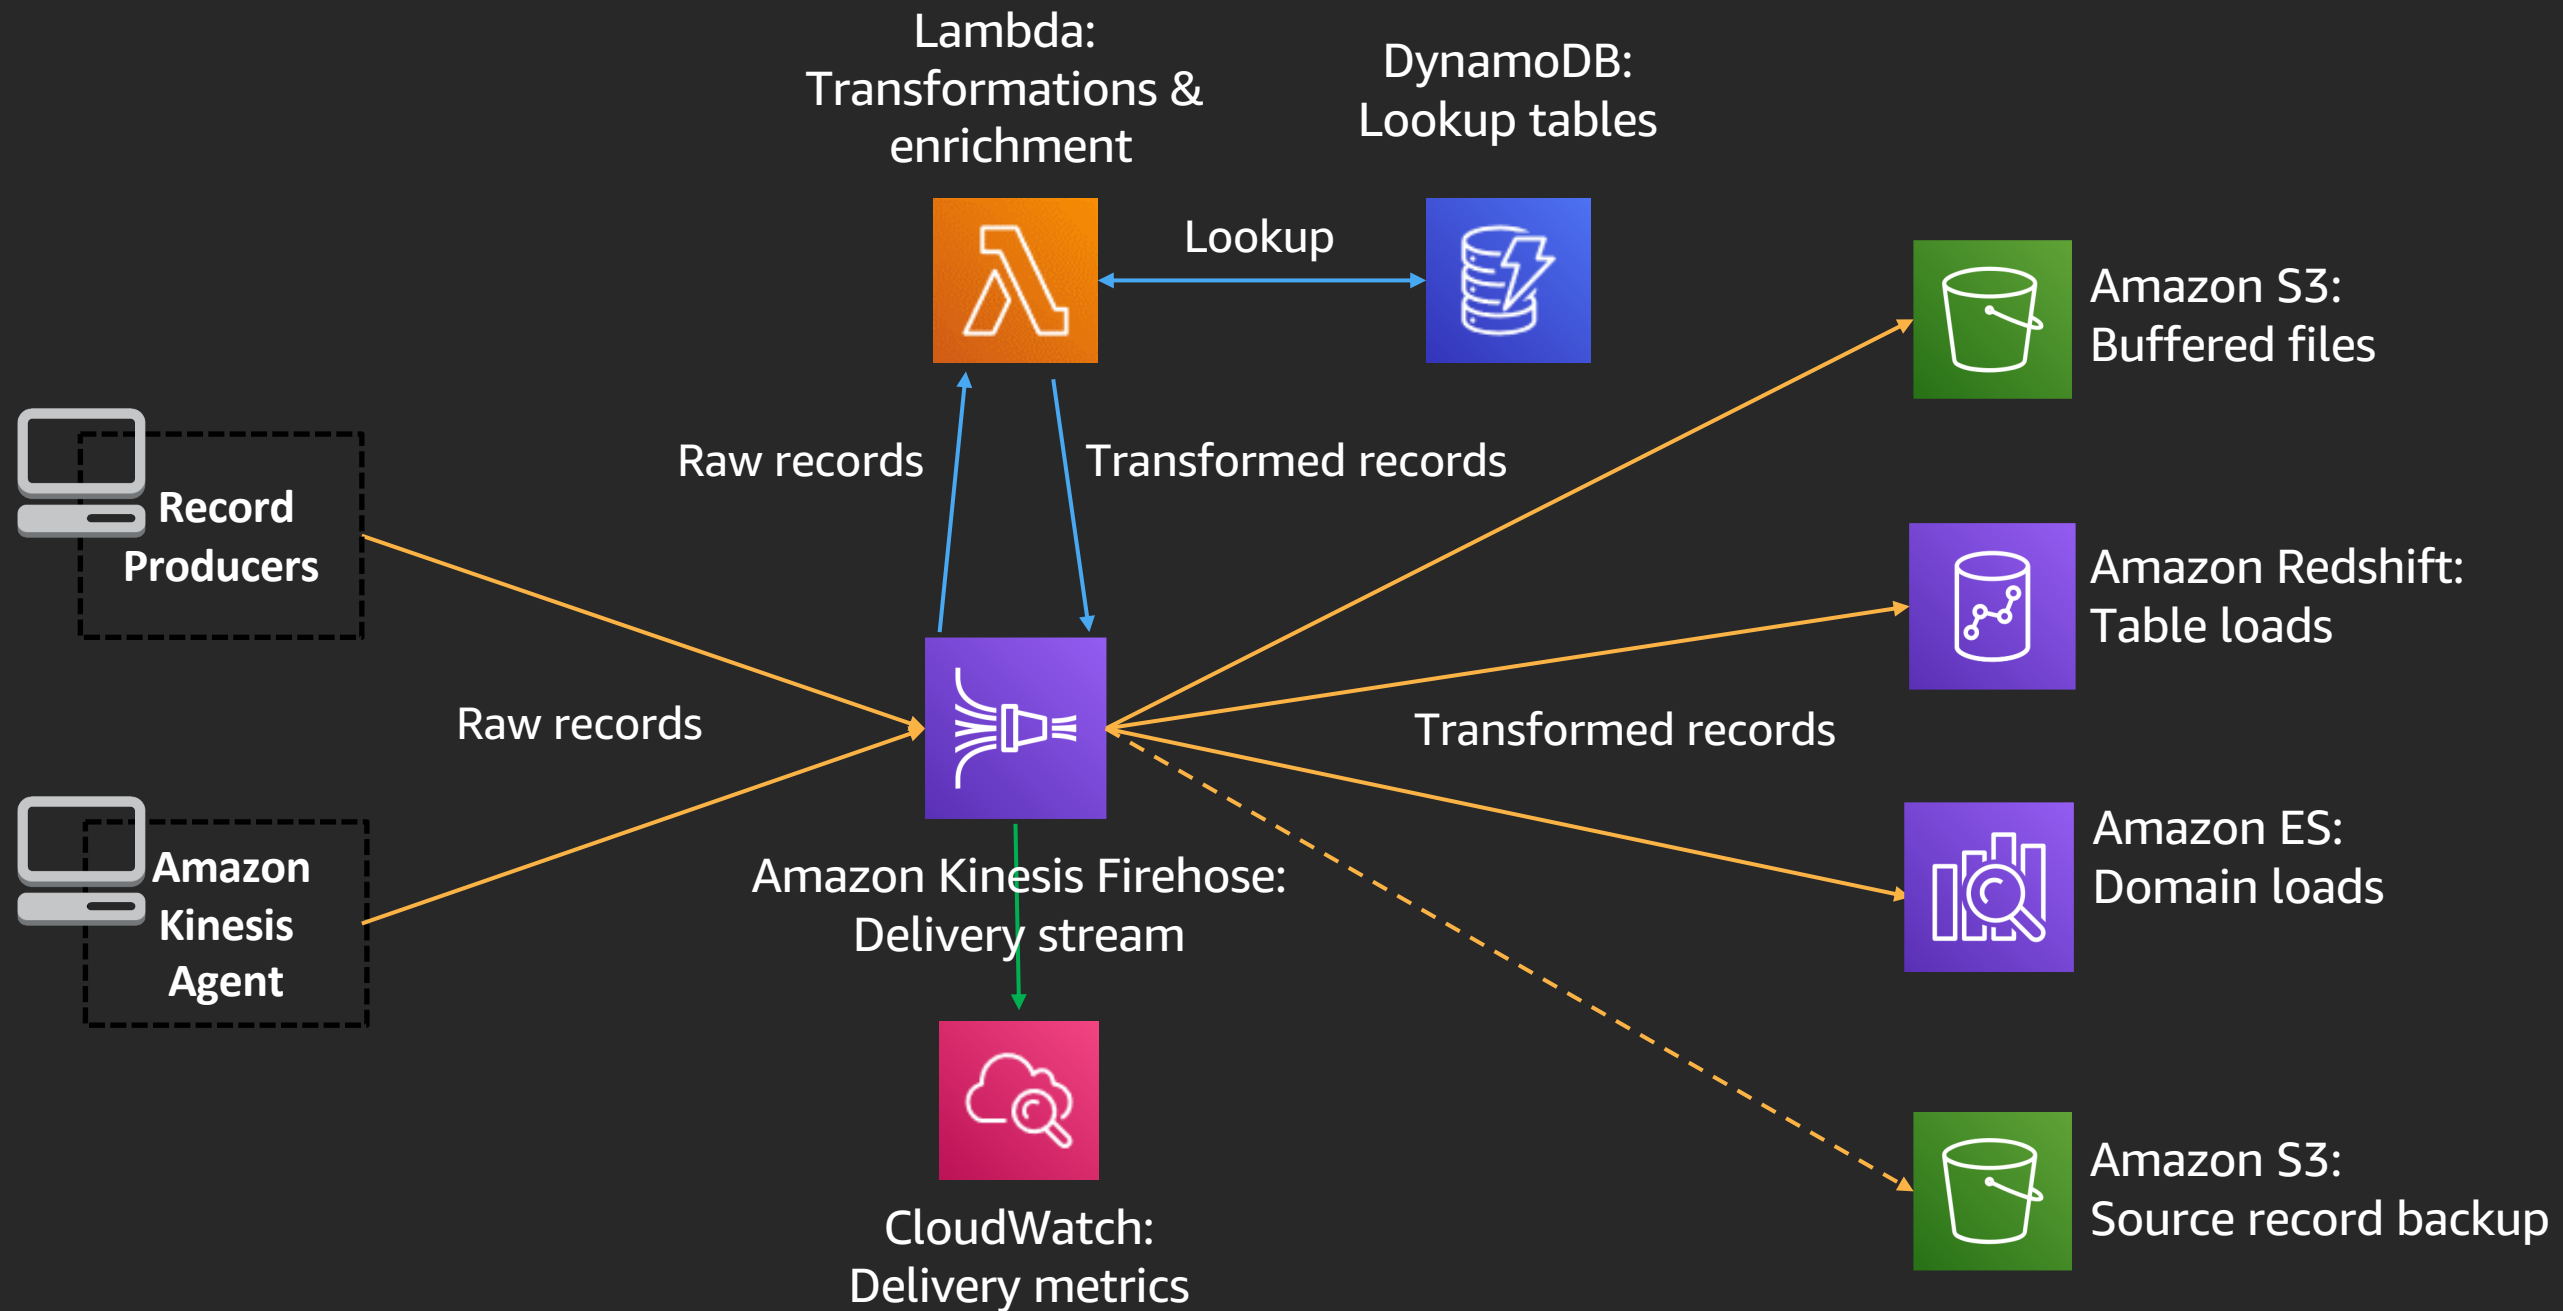 Lambda:
Transformations &
enrichment
DynamoDB:
Lookup tables
Lookup
Amazon S3:
Buffered files
Raw records
Transformed records
Record
Producers
Amazon Redshift:
Table loads
Raw records
Transformed records
Amazon
Kinesis
Agent
Amazon Kinesis Firehose:
Delivery stream
Amazon ES:
Domain loads
CloudWatch:
Delivery metrics
Amazon S3:
Source record backup